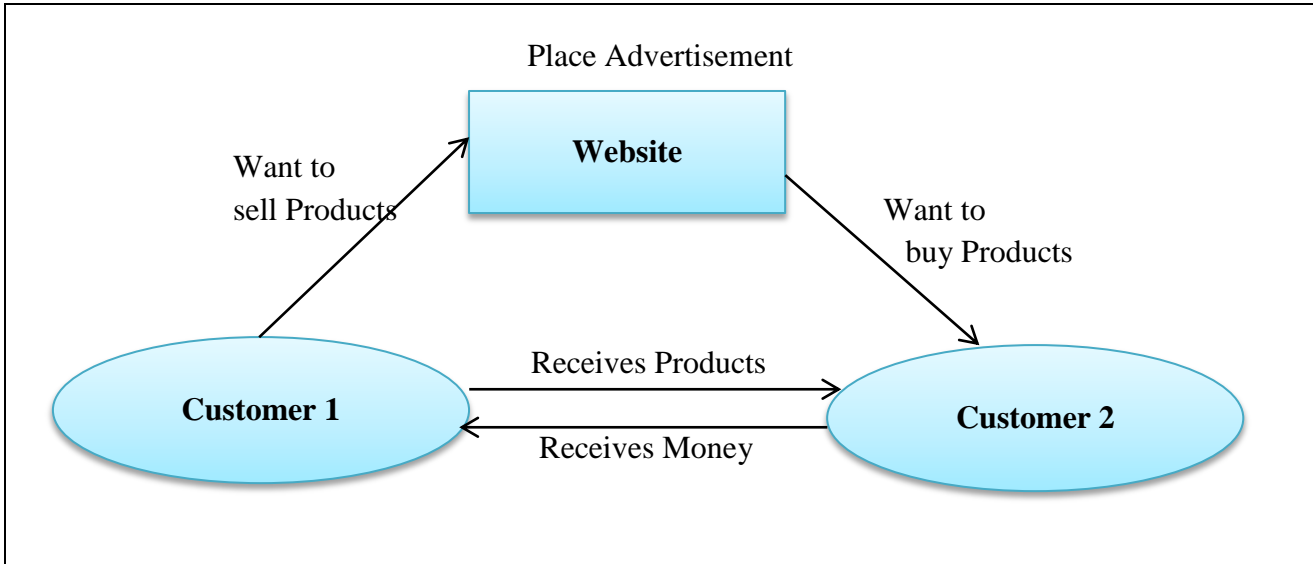 Place Advertisement
Website
Want to
sell Products
Want to
buy Products
Receives Products
Customer 1
Customer 2
Receives Money